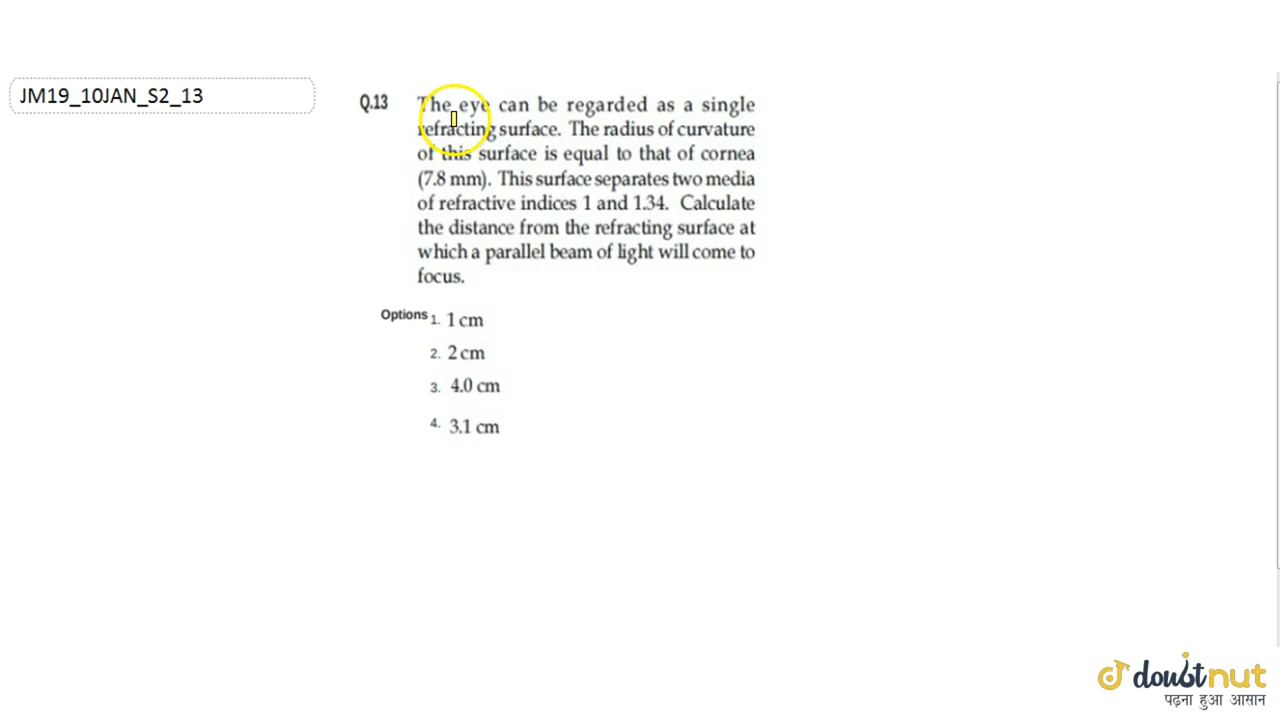 JM19_10JAN_S2_13
Q.13 The eye can be regarded as a single
refracting surface. The radius of curvature
of this surface is equal to that of cornea
(7.8 mm). This surface separates two media
of refractive indices 1 and 1.34. Calculate
the distance from the refracting surface at
which a parallel beam of light will come to
focus.
Options 1. 1 cm
2. 2 cm
3. 4.0 cm
4. 3.1 cm
doubtnut
पढ़ना हुआ आसान